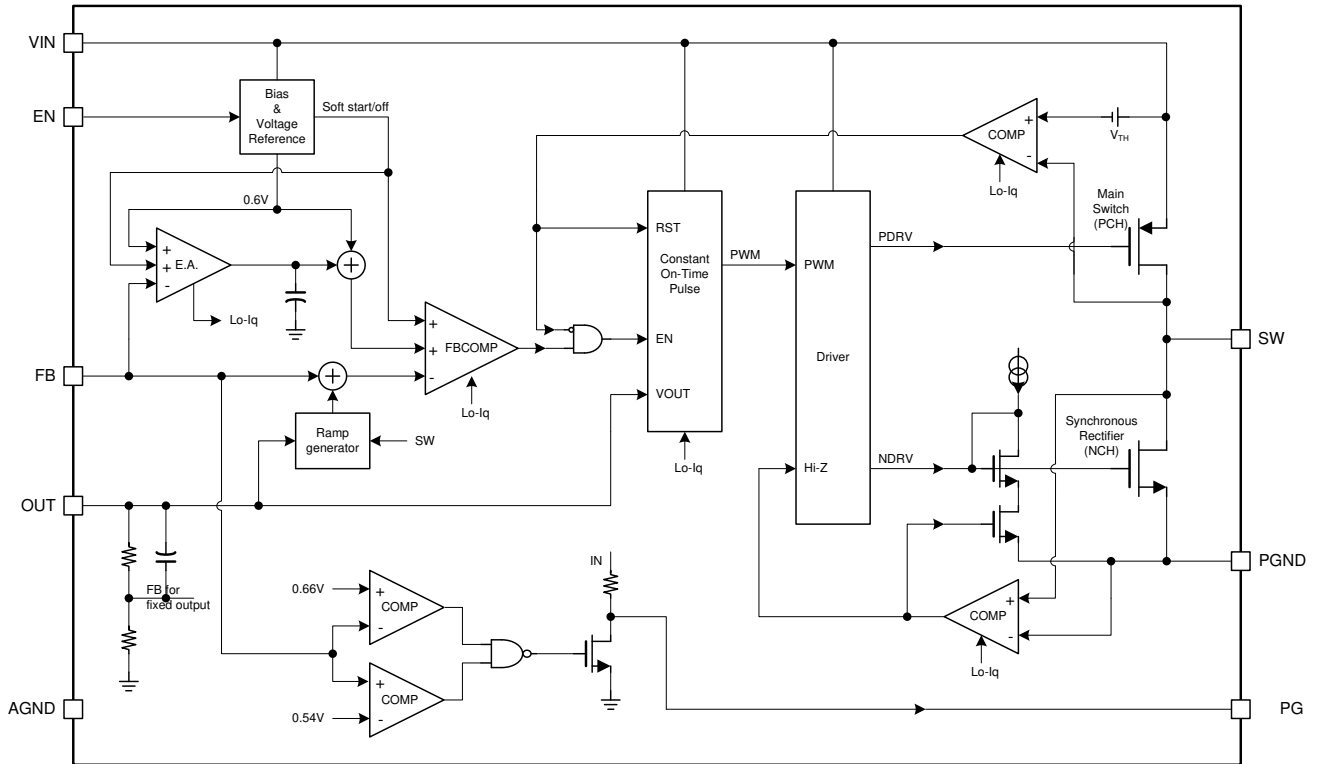 VIN
EN
Bias
&
Voltage
Reference
Soft start/off
0.6V
+
+
-
E.A.
Lo-Iq
+
FB
+
Ramp
generator
SW
+
+
-
FBCOMP
Lo-Iq
RST
Constant
On-Time
Pulse
EN
VOUT
Lo-Iq
PWM
PWM
Driver
Hi-Z
PDRV
NDRV
COMP
+
-
VTH
Lo-Iq
Main
Switch
(PCH)
SW
Synchronous
Rectifier
(NCH)
PGND
COMP
+
-
Lo-Iq
OUT
FB for
fixed output
AGND
0.66V
+
-
COMP
+
-
COMP
0.54V
IN
PG